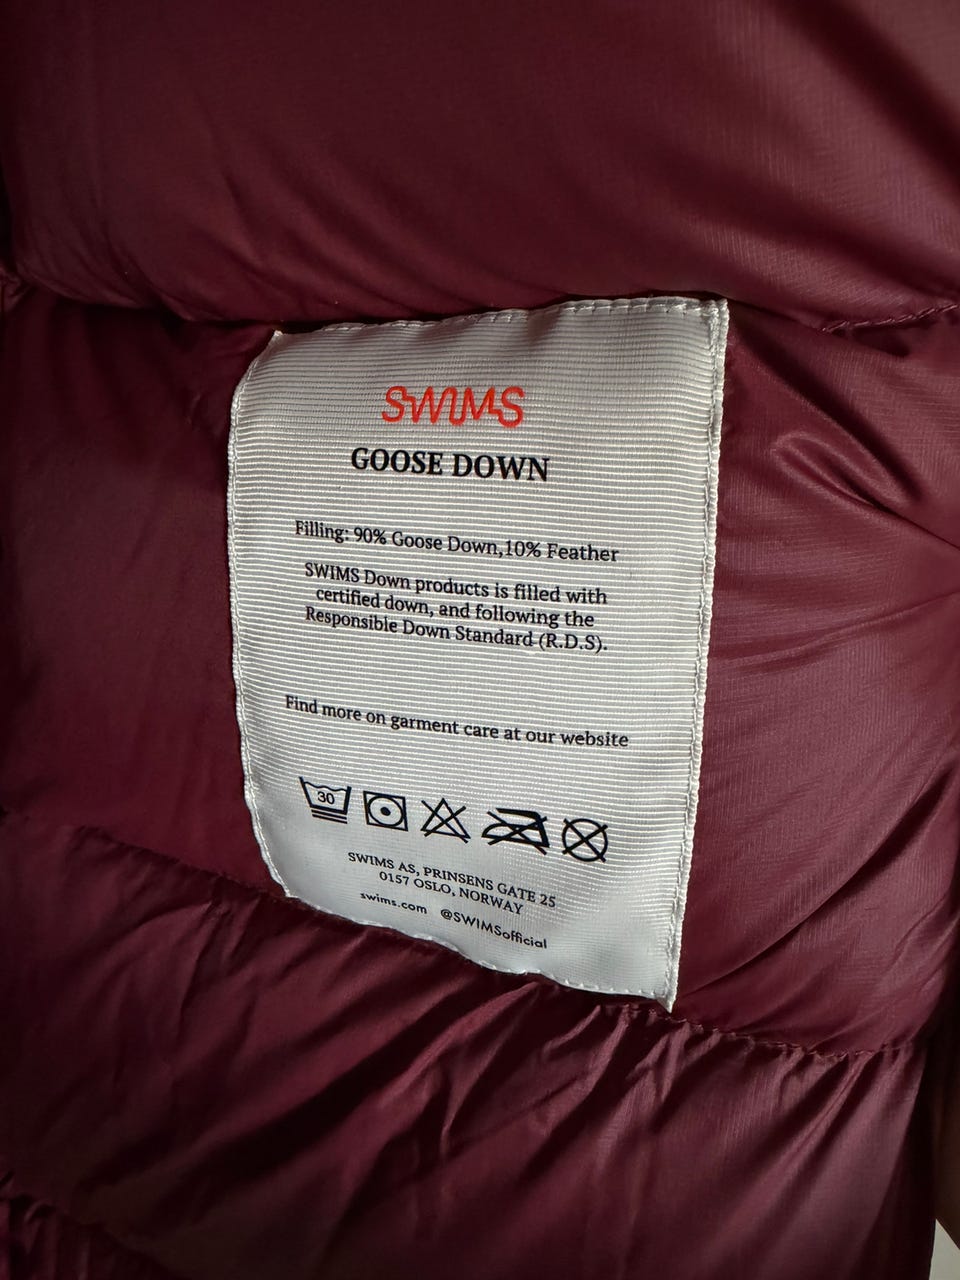 SWIMS
GOOSE DOWN
Filling: 90% Goose Down,10% Feather
SWIMS Down products is filled with
certified down, and following the
Responsible Down Standard (R.D.S).
Find more on garment care at our website
30
SWIMS AS, PRINSENS GATE 25
0157 OSLO, NORWAY
swims.com @SWIMSofficial